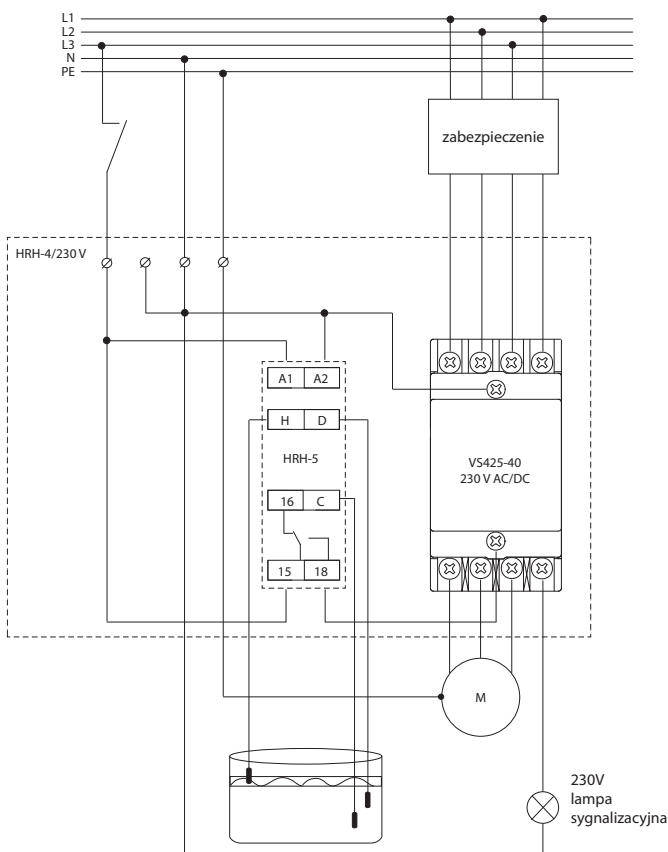 L1
L2
L3
N
PE
zabezpieczenie
HRH-4/230 V
A1 A2
H D
HRH-5
16 C
15 18
VS425-40
230 V AC/DC
M
230V
lampa
sygnalizacyjna